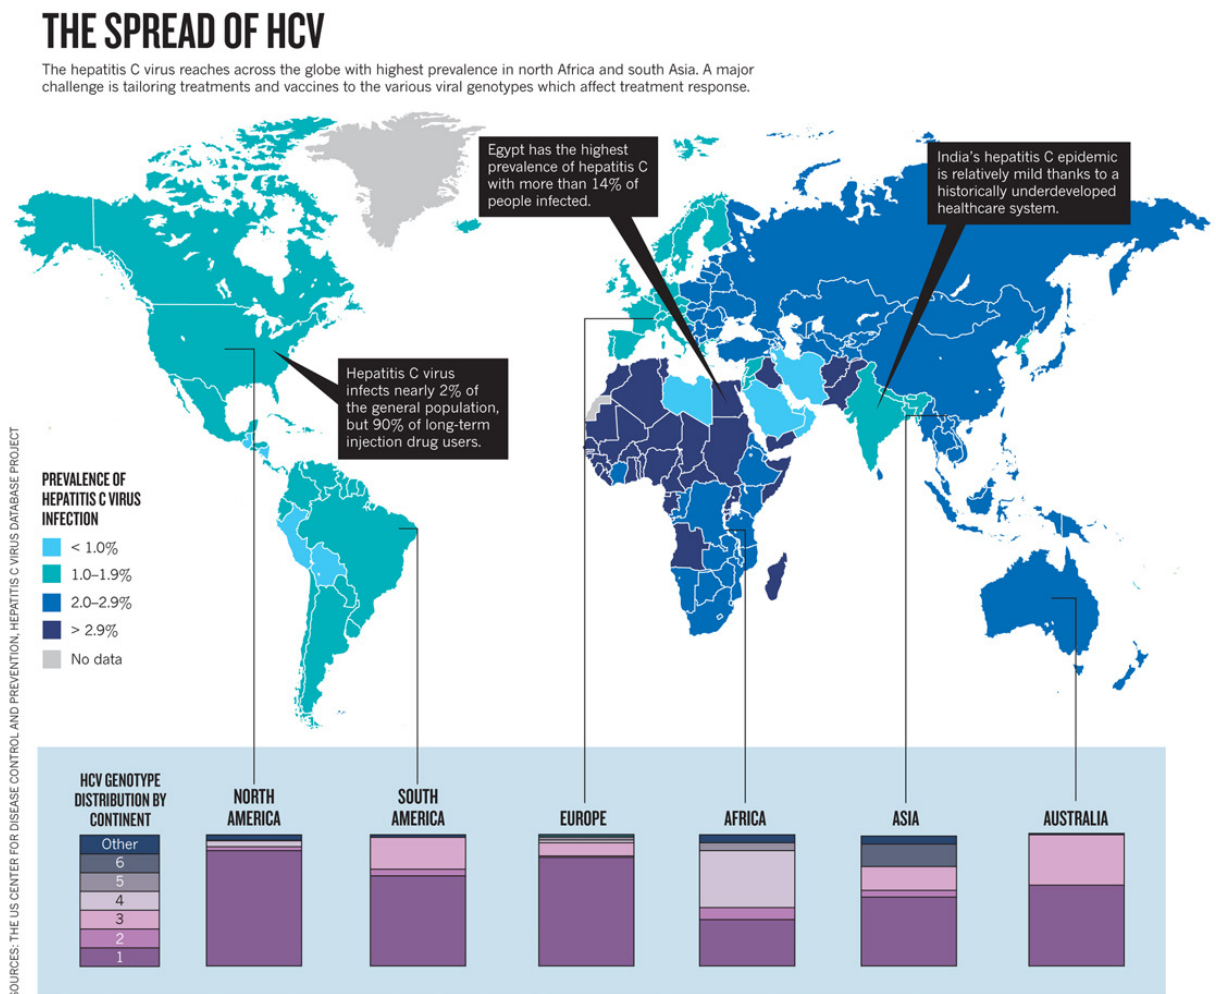 THE SPREAD OF HCV
The hepatitis C virus reaches across the globe with highest prevalence in north Africa and south Asia. A major
challenge is tailoring treatments and vaccines to the various viral genotypes which affect treatment response.
Egypt has the highest
prevalence of hepatitis C
with more than 14% of
people infected.
India's hepatitis C epidemic
is relatively mild thanks to a
historically underdeveloped
healthcare system.
Hepatitis C virus
infects nearly 2% of
the general population,
but 90% of long-term
injection drug users.
PREVALENCE OF
HEPATITIS C VIRUS
INFECTION
< 1.0%
1.0–1.9%
2.0–2.9%
> 2.9%
No data
SOURCES: THE US CENTER FOR DISEASE CONTROL AND PREVENTION, HEPATITIS C VIRUS DATABASE PROJECT
HCV GENOTYPE
DISTRIBUTION BY
CONTINENT
Other
6
5
4
3
2
1
NORTH
AMERICA
SOUTH
AMERICA
EUROPE
AFRICA
ASIA
AUSTRALIA